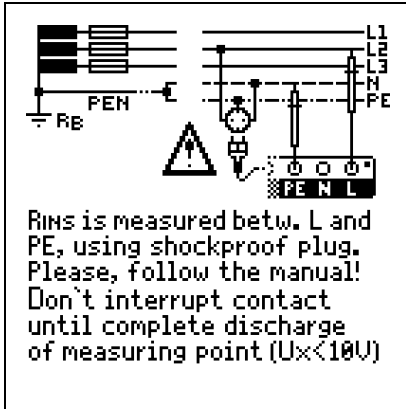 L1
L2
L3
N
PE
PEN
RB
PE N L
RINS is measured betw. L and
PE, using shockproof plug.
Please, follow the manual!
Don`t interrupt contact
until complete discharge
of measuring point (Ux<10V)